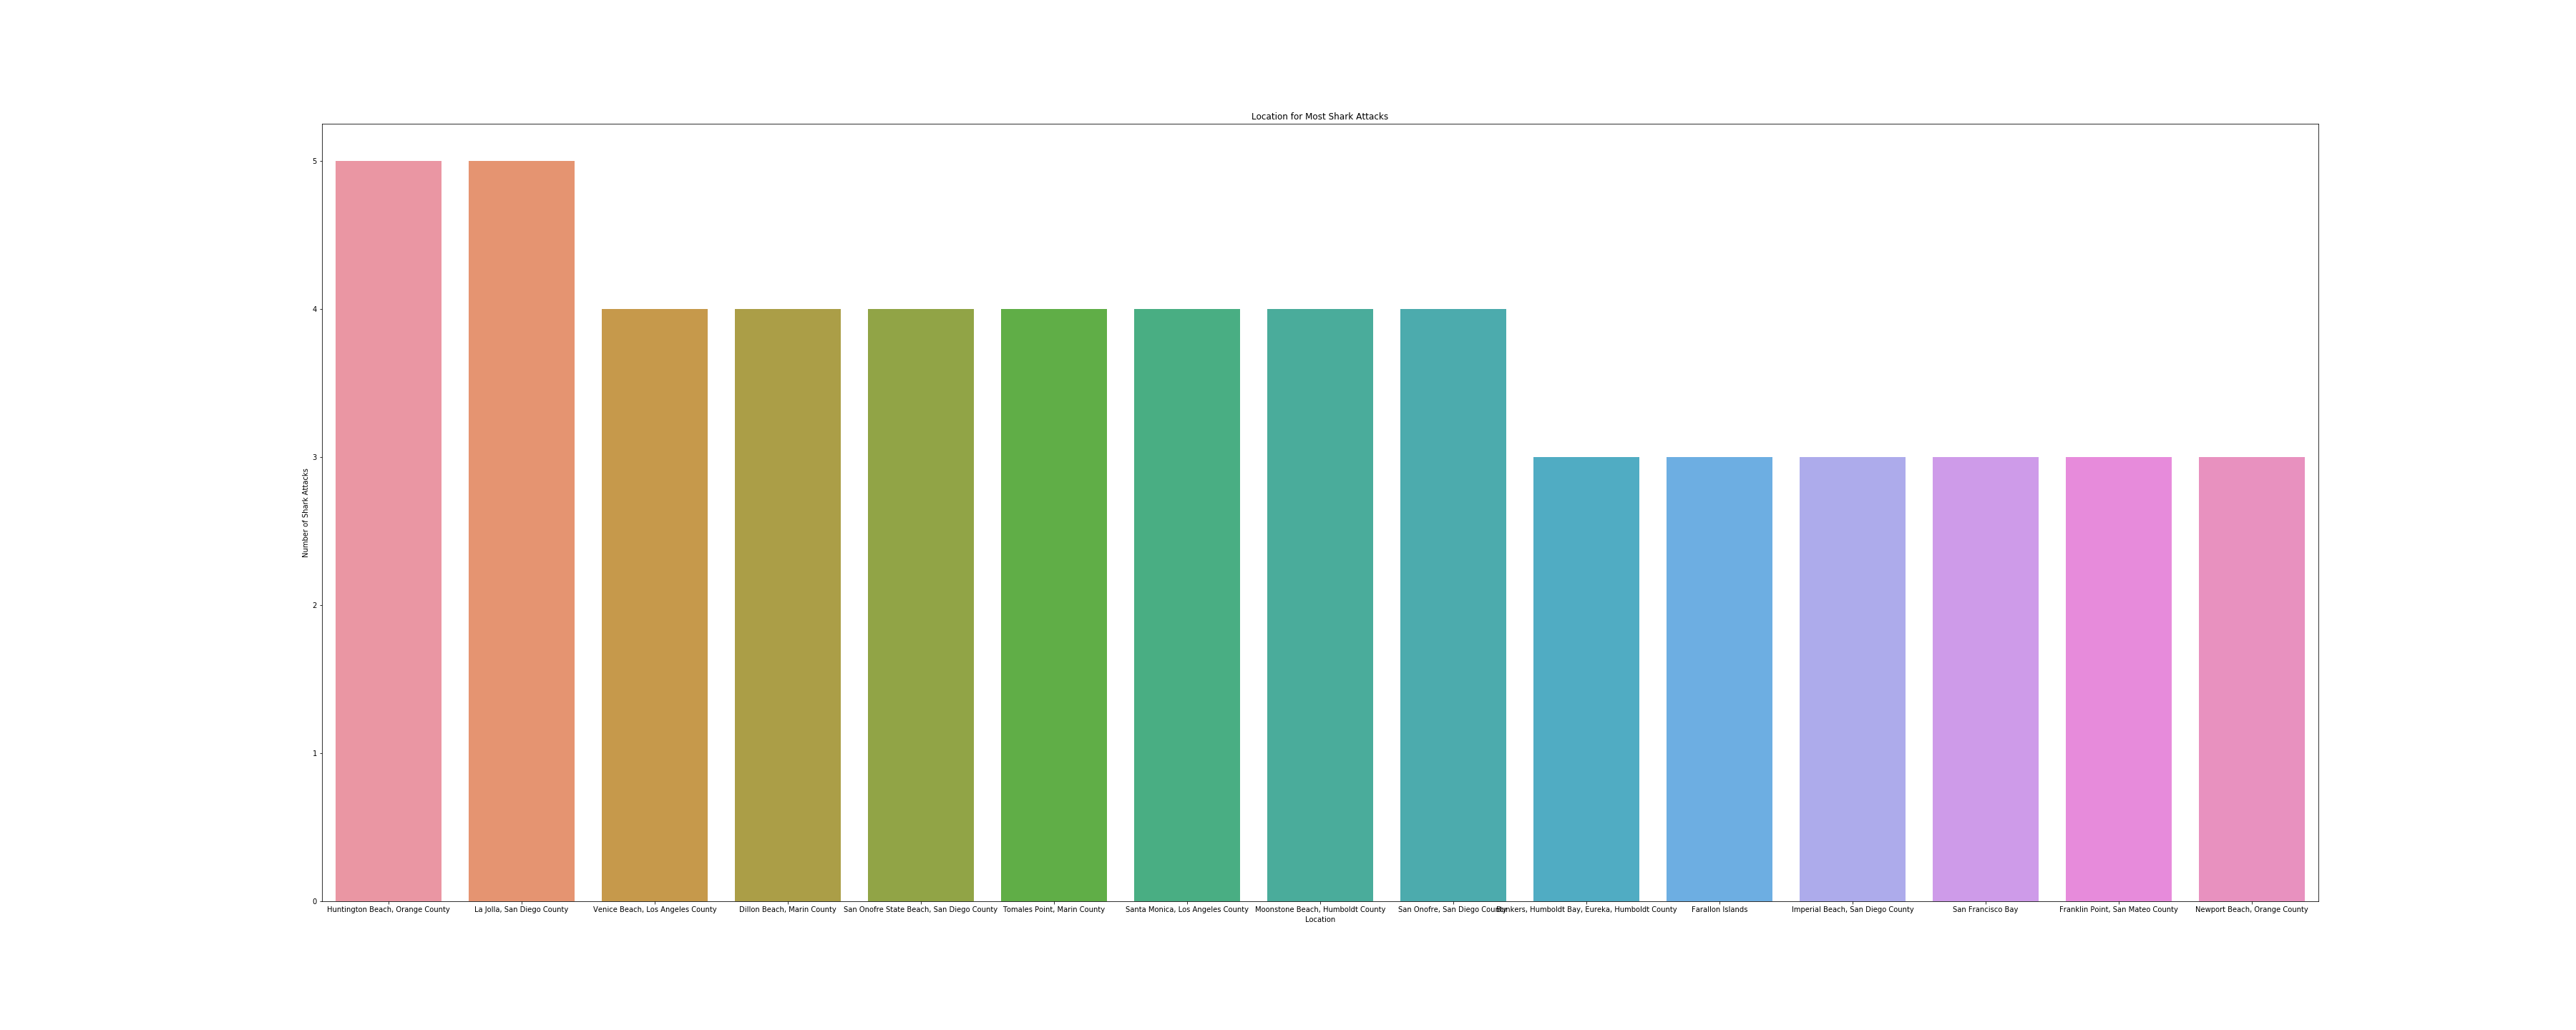 Location for Most Shark Attacks
5
4
3
2
1
0
Number of Shark Attacks
Huntington Beach, Orange County
La Jolla, San Diego County
Venice Beach, Los Angeles County
Dillon Beach, Marin County
San Onofre State Beach, San Diego County
Tomales Point, Marin County
Santa Monica, Los Angeles County
Moonstone Beach, Humboldt County
San Onofre, San Diego County
Humboldt Bay, Eureka, Humboldt County
Farallon Islands
Imperial Beach, San Diego County
San Francisco Bay
Franklin Point, San Mateo County
Newport Beach, Orange County
Location